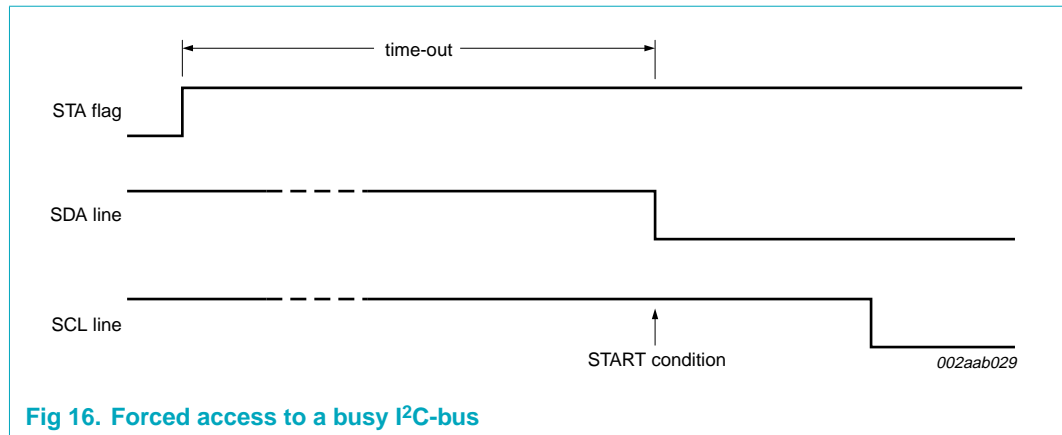 time-out
STA flag
SDA line
SCL line
START condition
002aab029
Fig 16. Forced access to a busy I²C-bus